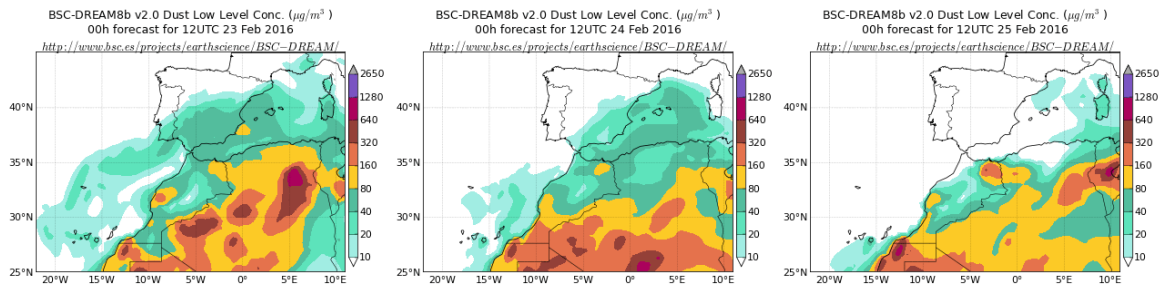 BSC-DREAM8b v2.0 Dust Low Level Conc. (μg/m³ )
00h forecast for 12UTC 23 Feb 2016
http://www.bsc.es/projects/earthscience/BSC−DREAM/
40°N
35°N
30°N
25°N
20°W 15°W 10°W 5°W 0° 5°E 10°E
2650
1280
640
320
160
80
40
20
10
BSC-DREAM8b v2.0 Dust Low Level Conc. (μg/m³ )
00h forecast for 12UTC 24 Feb 2016
http://www.bsc.es/projects/earthscience/BSC−DREAM/
40°N
35°N
30°N
25°N
20°W 15°W 10°W 5°W 0° 5°E 10°E
2650
1280
640
320
160
80
40
20
10
BSC-DREAM8b v2.0 Dust Low Level Conc. (μg/m³ )
00h forecast for 12UTC 25 Feb 2016
http://www.bsc.es/projects/earthscience/BSC−DREAM/
40°N
35°N
30°N
25°N
20°W 15°W 10°W 5°W 0° 5°E 10°E
2650
1280
640
320
160
80
40
20
10